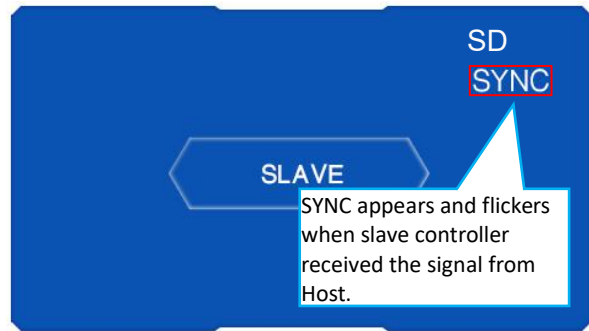 SD
SYNC
SLAVE
SYNC appears and flickers
when slave controller
received the signal from
Host.